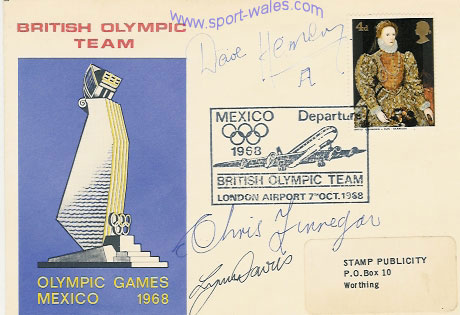 © www.sport-wales.com
BRITISH OLYMPIC
TEAM
Dave Hemery
4d
MEXICO Departure
1968
BRITISH OLYMPIC TEAM
LONDON AIRPORT 7TH OCT. 1968
Chris Finnegan
Lynn Davies
OLYMPIC GAMES
MEXICO 1968
STAMP PUBLICITY
P.O.Box 10
Worthing